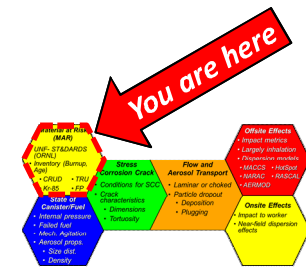 You are here
Material at Risk
(MAR)
UNF- ST&DARDS
(ORNL)
• Inventory (Burnup,
Age)
• CRUD • TRU
Kr-85 • FP
State of
Canister/Fuel
• Internal pressure
• Failed fuel
• Mech. Agitation
• Aerosol props.
• Size dist.
• Density
Stress
Corrosion Crack
• Conditions for SCC
• Crack
characteristics
• Dimensions
• Tortuosity
Flow and
Aerosol Transport
• Laminar or choked
• Particle dropout
• Deposition
• Plugging
Offsite Effects
• Impact metrics
• Largely inhalation
• Dispersion models
• MACCS • HotSpot
• NARAC • RASCAL
• AERMOD
Onsite Effects
• Impact to worker
• Near-field dispersion
effects